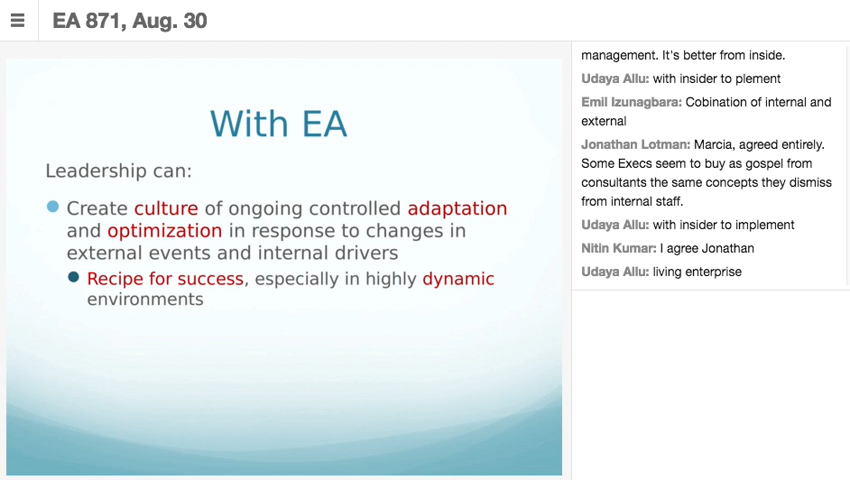 EA 871, Aug. 30
With EA
Leadership can:
Create culture of ongoing controlled adaptation
and optimization in response to changes in
external events and internal drivers
Recipe for success, especially in highly dynamic
environments
management. It's better from inside.
Udaya Allu: with insider to plement
Emil Izunagbara: Cobination of internal and
external
Jonathan Lotman: Marcia, agreed entirely.
Some Execs seem to buy as gospel from
consultants the same concepts they dismiss
from internal staff.
Udaya Allu: with insider to implement
Nitin Kumar: I agree Jonathan
Udaya Allu: living enterprise